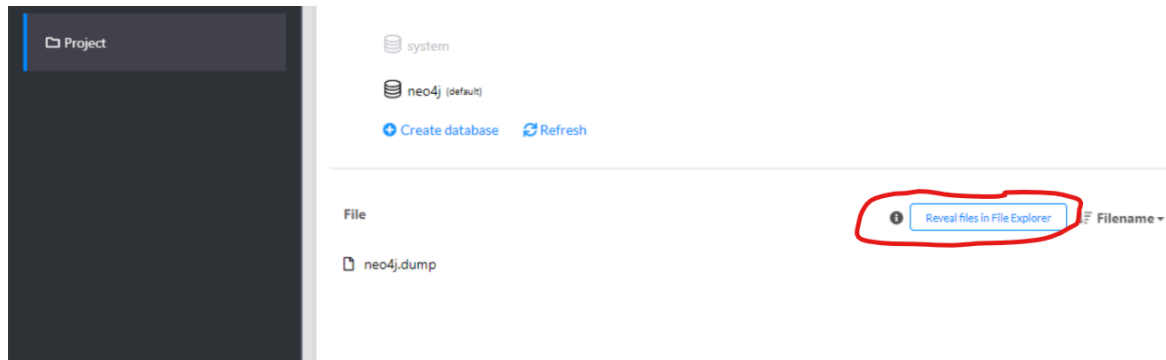 Project
system
neo4j (default)
Create database Refresh
File Reveal files in File Explorer Filename
neo4j.dump